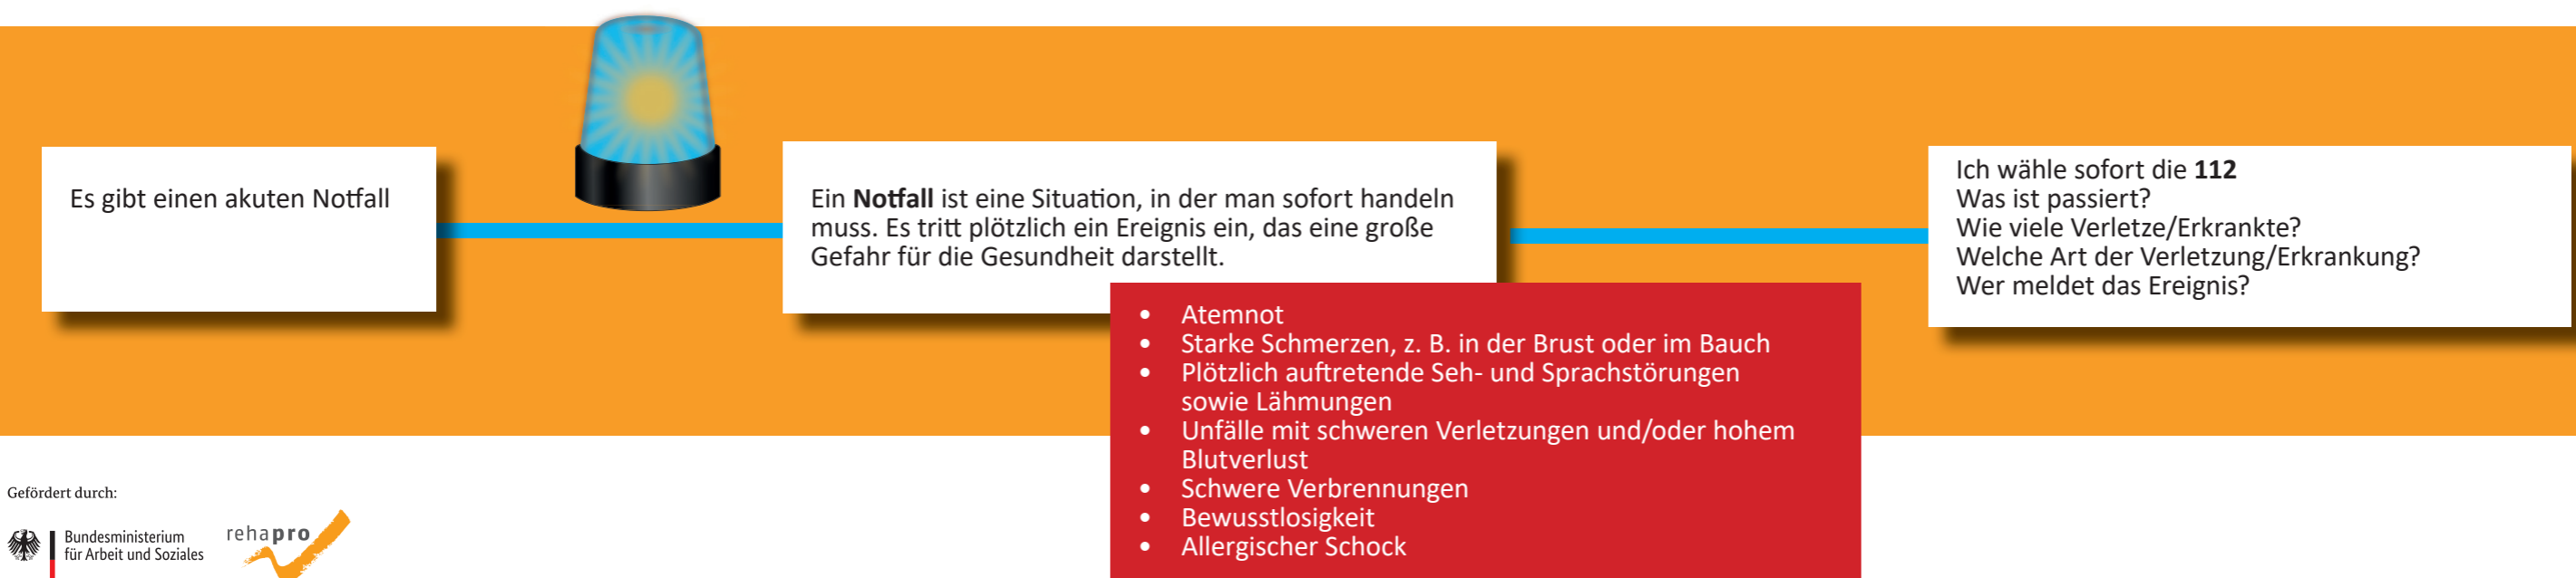 Es gibt einen akuten Notfall
Ein Notfall ist eine Situation, in der man sofort handeln
muss. Es tritt plötzlich ein Ereignis ein, das eine große
Gefahr für die Gesundheit darstellt.
• Atemnot
• Starke Schmerzen, z. B. in der Brust oder im Bauch
• Plötzlich auftretende Seh- und Sprachstörungen
sowie Lähmungen
• Unfälle mit schweren Verletzungen und/oder hohem
Blutverlust
• Schwere Verbrennungen
• Bewusstlosigkeit
• Allergischer Schock
Ich wähle sofort die 112
Was ist passiert?
Wie viele Verletze/Erkrankte?
Welche Art der Verletzung/Erkrankung?
Wer meldet das Ereignis?
Gefördert durch:
Bundesministerium
für Arbeit und Soziales
rehapro